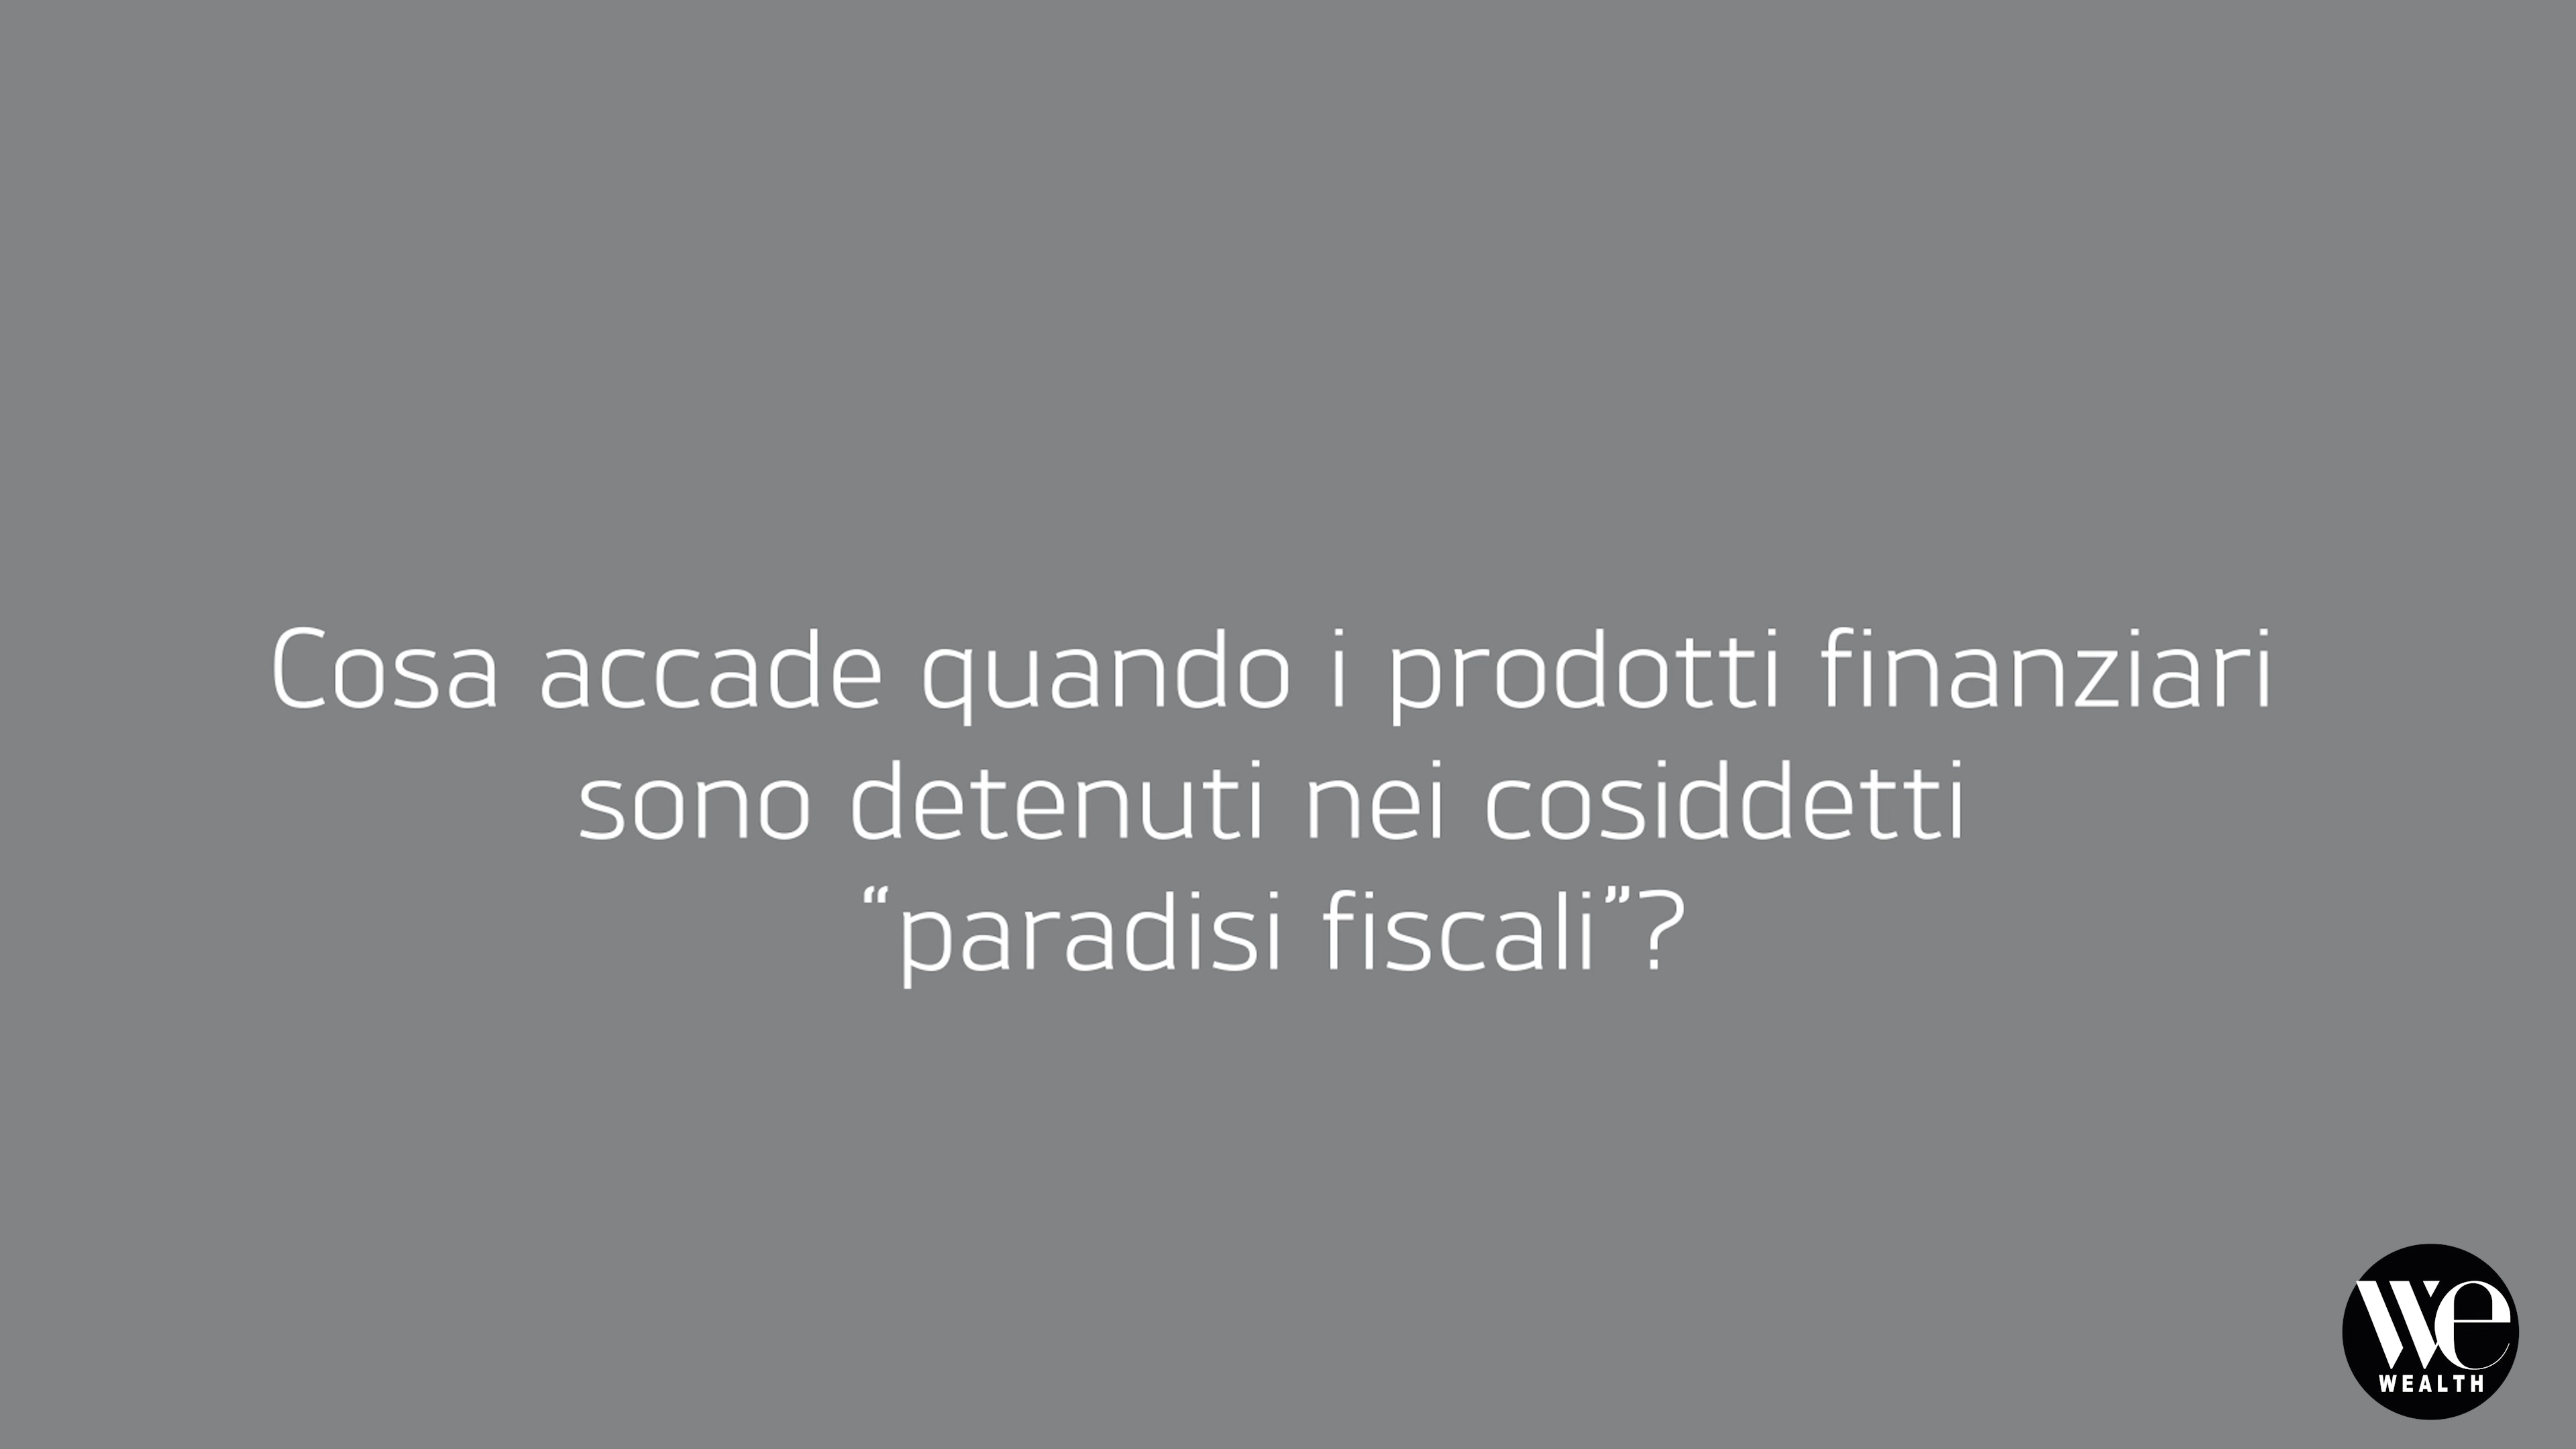 Cosa accade quando i prodotti finanziari
sono detenuti nei cosiddetti
“paradisi fiscali”?
we
WEALTH